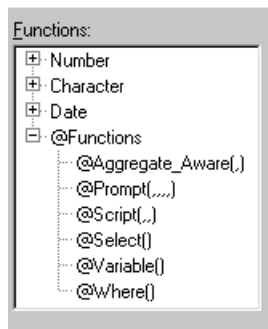 Functions:
Number
Character
Date
@Functions
@Aggregate_Aware(,)
@Prompt(,,,,)
@Script(,,)
@Select()
@Variable()
@Where()